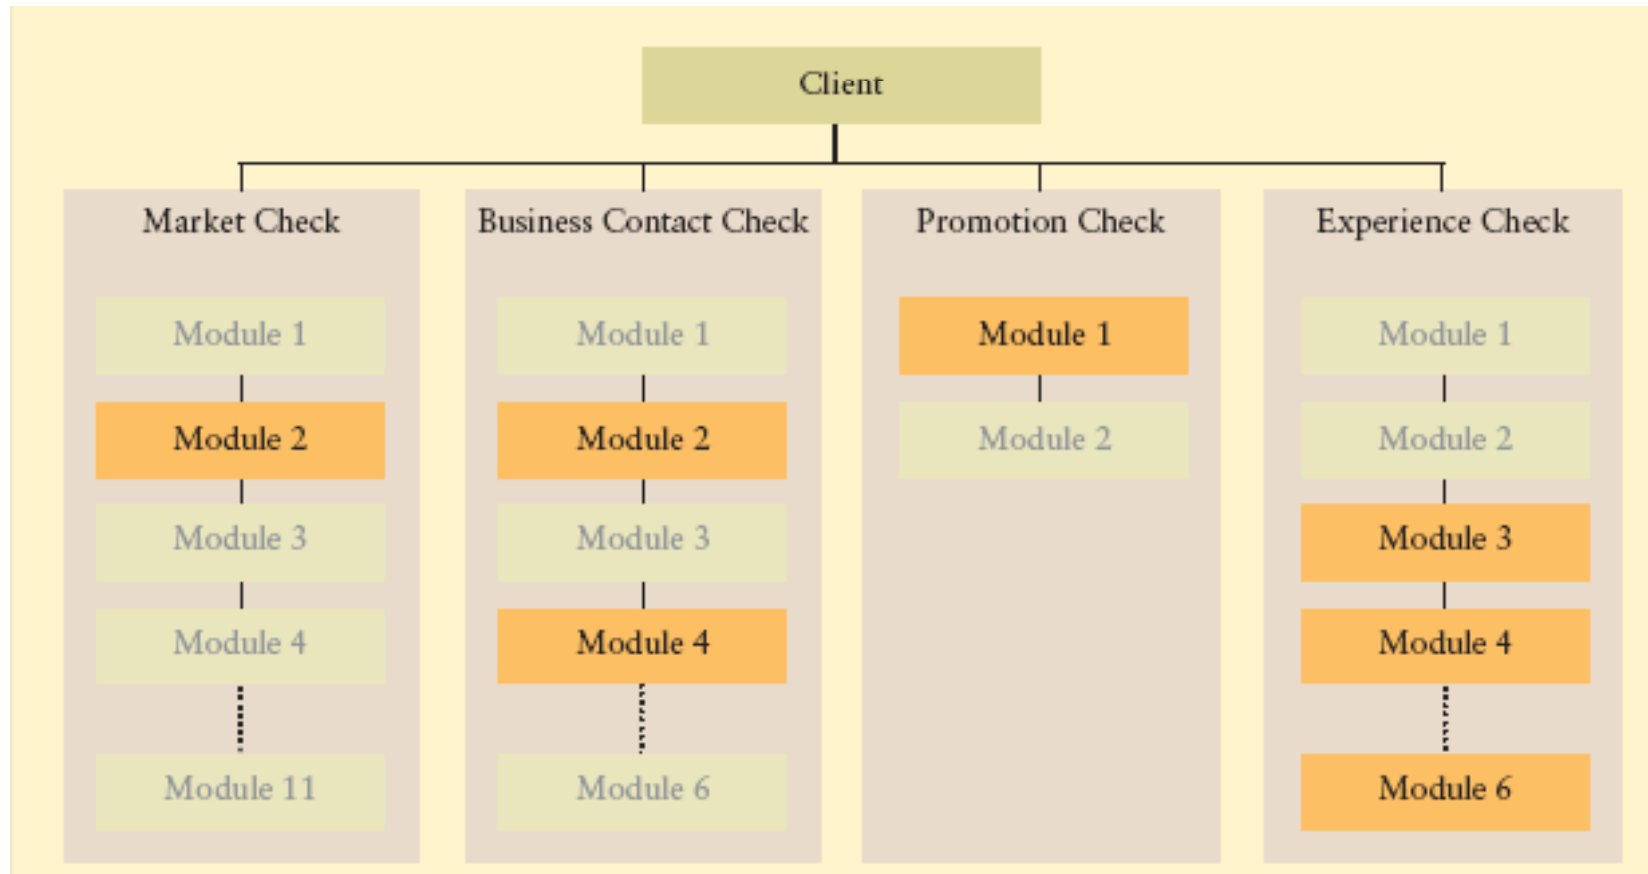 Client
Market Check
Module 1
Module 2
Module 3
Module 4
Module 11
Business Contact Check
Module 1
Module 2
Module 3
Module 4
Module 6
Promotion Check
Module 1
Module 2
Experience Check
Module 1
Module 2
Module 3
Module 4
Module 6